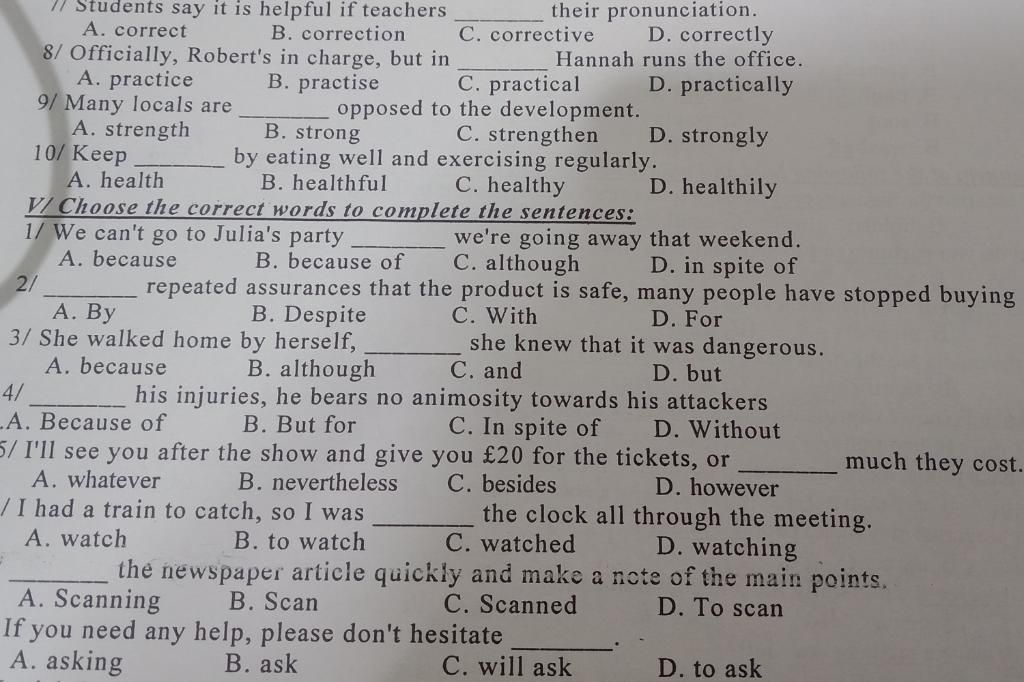 7/ Students say it is helpful if teachers ________ their pronunciation.
A. correct B. correction C. corrective D. correctly
8/ Officially, Robert's in charge, but in ________ Hannah runs the office.
A. practice B. practise C. practical D. practically
9/ Many locals are ________ opposed to the development.
A. strength B. strong C. strengthen D. strongly
10/ Keep ________ by eating well and exercising regularly.
A. health B. healthful C. healthy D. healthily
V/ Choose the correct words to complete the sentences:
1/ We can't go to Julia's party ________ we're going away that weekend.
A. because B. because of C. although D. in spite of
2/ ________ repeated assurances that the product is safe, many people have stopped buying
A. By B. Despite C. With D. For
3/ She walked home by herself, ________ she knew that it was dangerous.
A. because B. although C. and D. but
4/ ________ his injuries, he bears no animosity towards his attackers
A. Because of B. But for C. In spite of D. Without
5/ I'll see you after the show and give you £20 for the tickets, or ________ much they cost.
A. whatever B. nevertheless C. besides D. however
/ I had a train to catch, so I was ________ the clock all through the meeting.
A. watch B. to watch C. watched D. watching
________ the newspaper article quickly and make a note of the main points.
A. Scanning B. Scan C. Scanned D. To scan
If you need any help, please don't hesitate ________.
A. asking B. ask C. will ask D. to ask